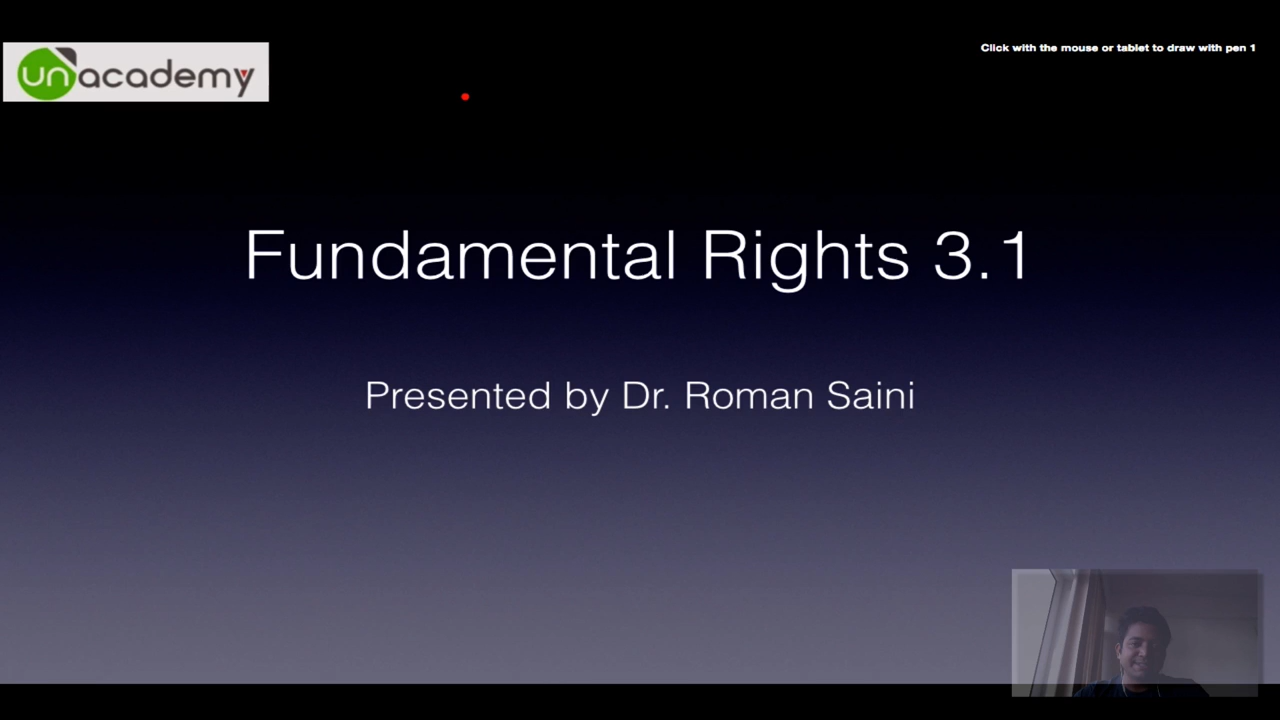 unacademy
Click with the mouse or tablet to draw with pen 1
Fundamental Rights 3.1
Presented by Dr. Roman Saini